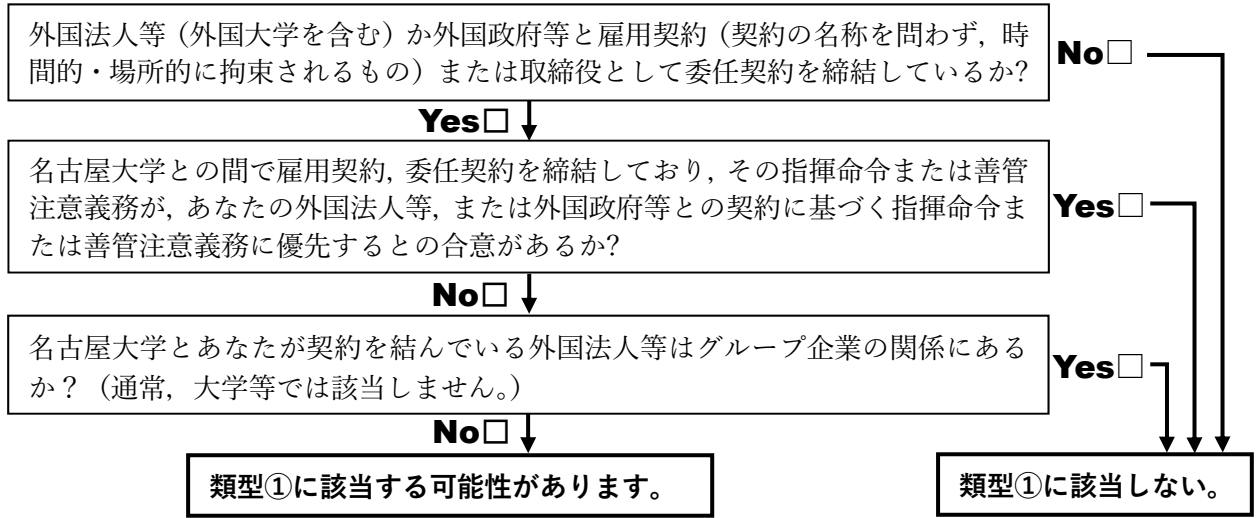 外国法人等（外国大学を含む）か外国政府等と雇用契約（契約の名称を問わず，時
間的・場所的に拘束されるもの）または取締役として委任契約を締結しているか?
No□
Yes□
名古屋大学との間で雇用契約，委任契約を締結しており，その指揮命令または善管
注意義務が，あなたの外国法人等，または外国政府等との契約に基づく指揮命令ま
たは善管注意義務に優先するとの合意があるか?
Yes□
No□
名古屋大学とあなたが契約を結んでいる外国法人等はグループ企業の関係にある
か？（通常，大学等では該当しません。）
Yes□
No□
類型①に該当する可能性があります。
類型①に該当しない。